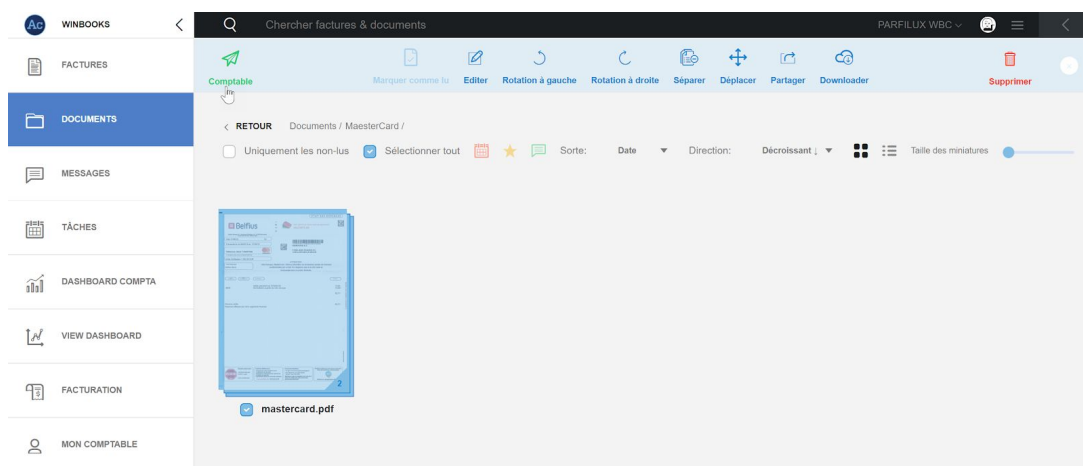 Ac WINBOOKS
Chercher factures & documents
PARFILUX WBC
FACTURES
Comptable
Marquer comme lu
Editer
Rotation à gauche
Rotation à droite
Séparer
Déplacer
Partager
Downloader
Supprimer
DOCUMENTS
RETOUR Documents / MaesterCard /
Uniquement les non-lus
Sélectionner tout
Sorte: Date
Direction: Décroissant ↓
Taille des miniatures
MESSAGES
TÂCHES
DASHBOARD COMPTA
VIEW DASHBOARD
FACTURATION
MON COMPTABLE
Belfius
2
mastercard.pdf